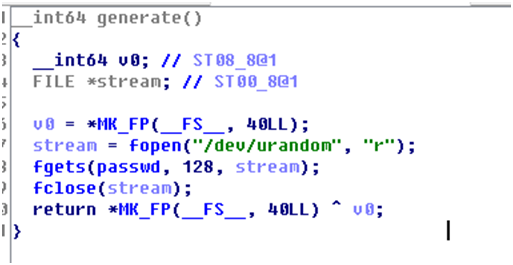 __int64 generate()
{
__int64 v0; // ST08_8@1
FILE *stream; // ST00_8@1
v0 = *MK_FP(__FS__, 40LL);
stream = fopen("/dev/urandom", "r");
fgets(passwd, 128, stream);
fclose(stream);
return *MK_FP(__FS__, 40LL) ^ v0;
}